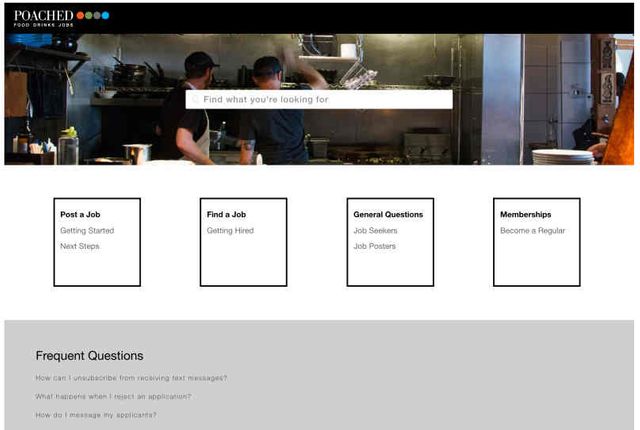 POACHED
FOOD DRINKS JOBS
Find what you're looking for
Post a Job
Getting Started
Next Steps
Find a Job
Getting Hired
General Questions
Job Seekers
Job Posters
Memberships
Become a Regular
Frequent Questions
How can I unsubscribe from receiving text messages?
What happens when I reject an application?
How do I message my applicants?